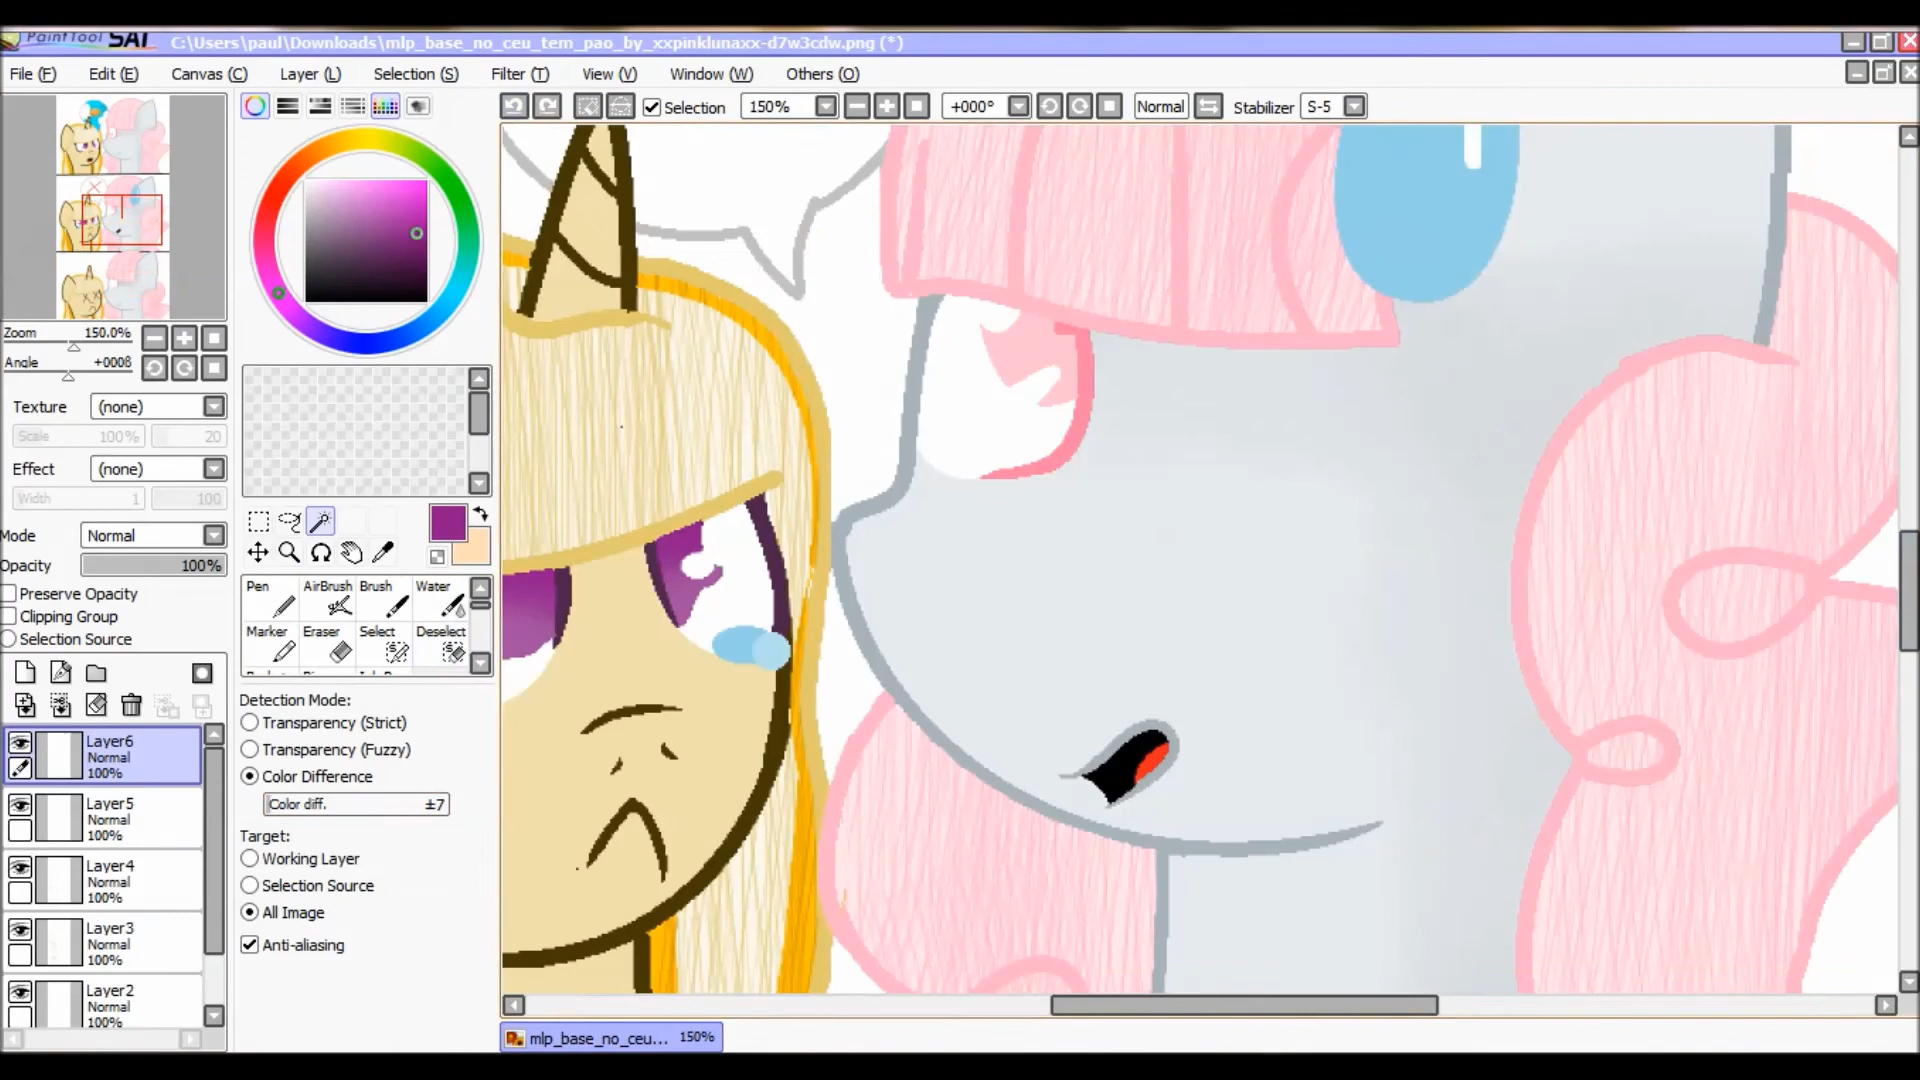 PaintTool SAI C:\Users\paul\Downloads\mlp_base_no_ceu_tem_pao_by_xxpinklunaxx-d7w3cdw.png (*)
File (F) Edit (E) Canvas (C) Layer (L) Selection (S) Filter (T) View (V) Window (W) Others (O)
Selection 150% +000° Normal Stabilizer S-5
Zoom 150.0%
Angle +000ß
Texture (none)
Scale 100% 20
Effect (none)
Width 1 100
Mode Normal
Opacity 100%
Preserve Opacity
Clipping Group
Selection Source
Layer6
Normal
100%
Layer5
Normal
100%
Layer4
Normal
100%
Layer3
Normal
100%
Layer2
Normal
100%
Pen AirBrush Brush Water
Marker Eraser Select Deselect
Detection Mode:
Transparency (Strict)
Transparency (Fuzzy)
Color Difference
Color diff. ±7
Target:
Working Layer
Selection Source
All Image
Anti-aliasing
mlp_base_no_ceu... 150%